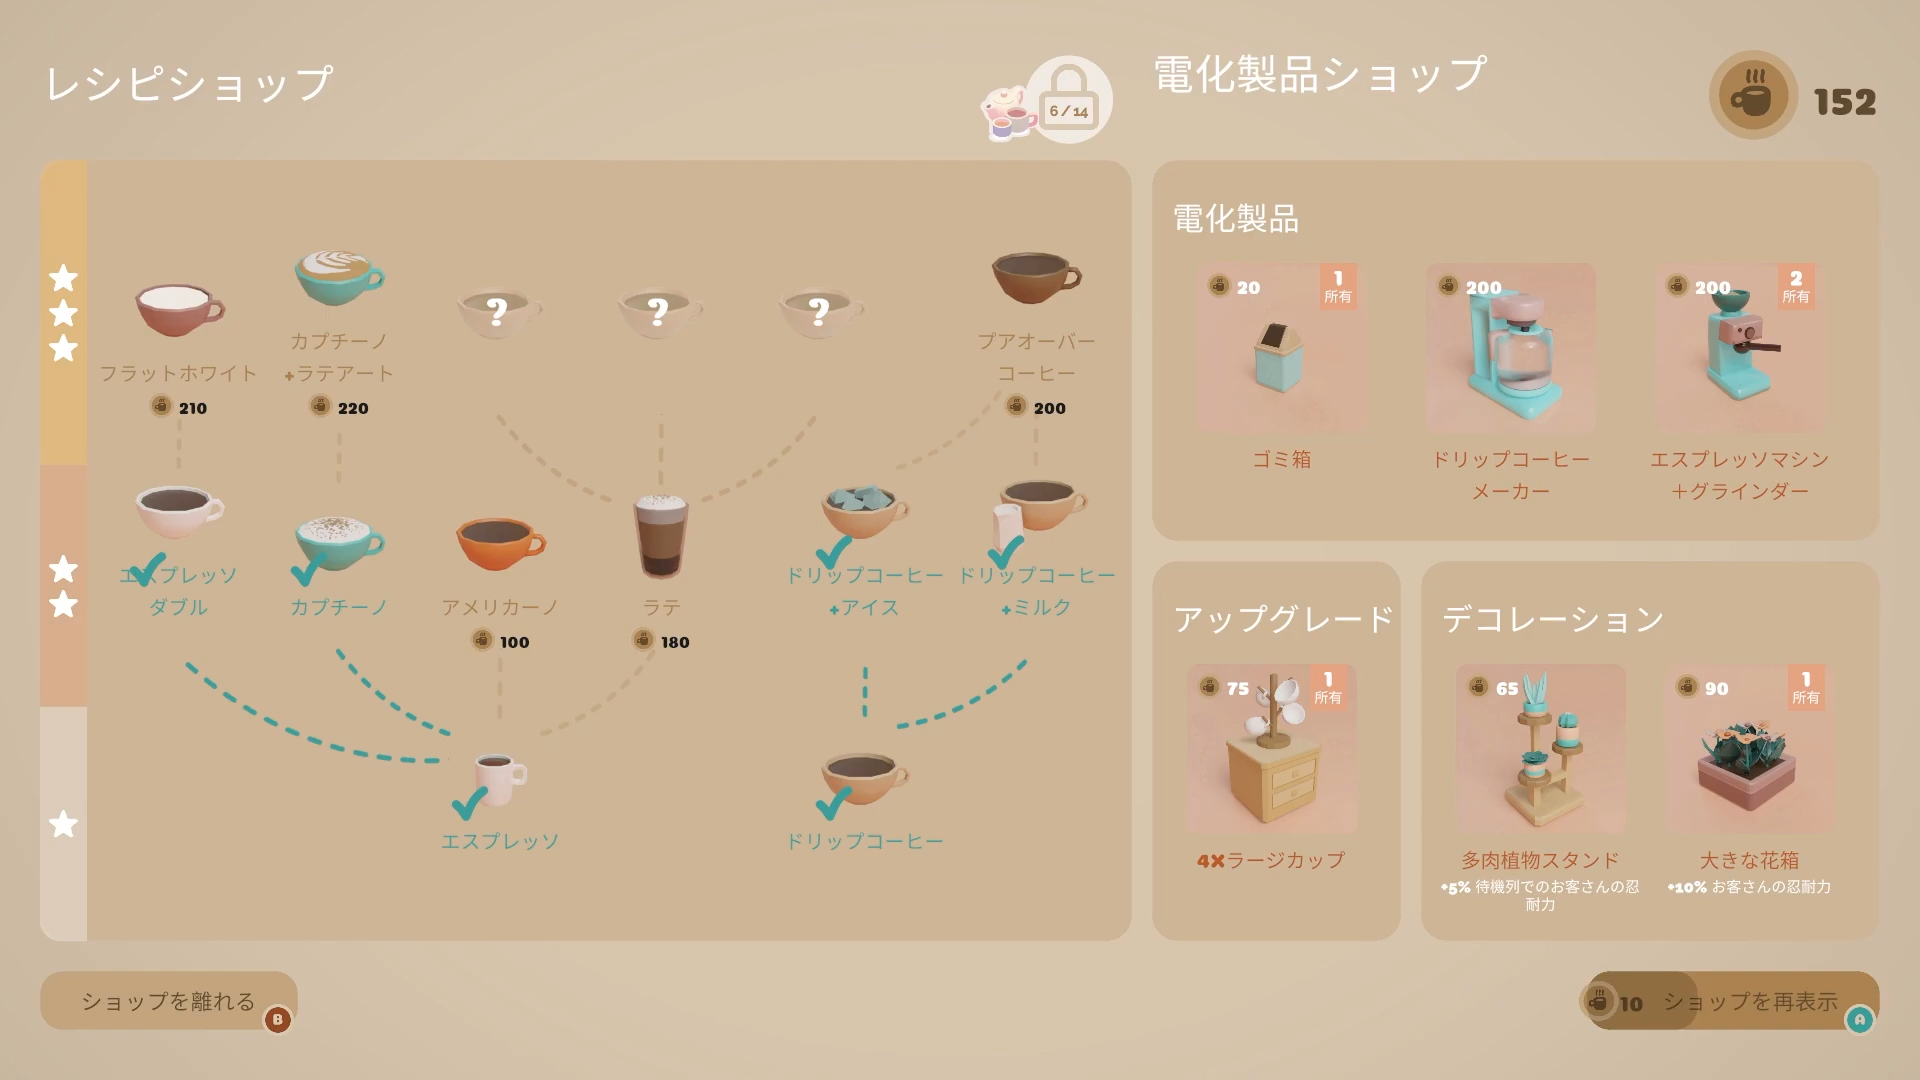 レシピショップ
6/14
電化製品ショップ
152
フラットホワイト
210
カプチーノ
+ラテアート
220
?
?
?
プアオーバー
コーヒー
200
エスプレッソ
ダブル
カプチーノ
アメリカーノ
100
ラテ
180
ドリップコーヒー
+アイス
ドリップコーヒー
+ミルク
エスプレッソ
ドリップコーヒー
電化製品
20
1
所有
ゴミ箱
200
ドリップコーヒー
メーカー
200
2
所有
エスプレッソマシン
＋グラインダー
アップグレード
75
1
所有
4×ラージカップ
デコレーション
65
多肉植物スタンド
+5% 待機列でのお客さんの忍
耐力
90
1
所有
大きな花箱
+10% お客さんの忍耐力
ショップを離れる
B
10
ショップを再表示
A